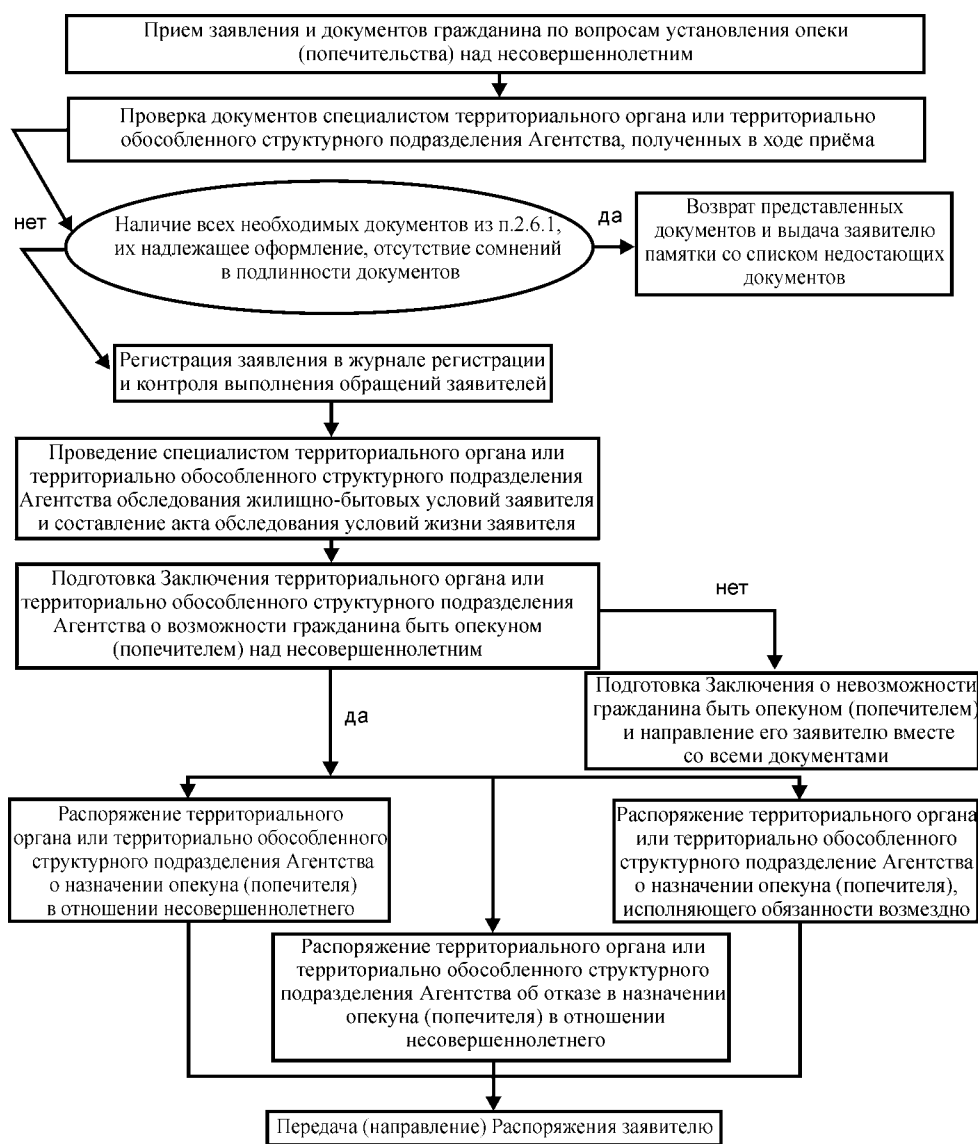 Прием заявления и документов гражданина по вопросам установления опеки
(попечительства) над несовершеннолетним
Проверка документов специалистом территориального органа или территориально
обособленного структурного подразделения Агентства, полученных в ходе приёма
нет
Наличие всех необходимых документов из п.2.6.1,
их надлежащее оформление, отсутствие сомнений
в подлинности документов
да
Возврат представленных
документов и выдача заявителю
памятки со списком недостающих
документов
Регистрация заявления в журнале регистрации
и контроля выполнения обращений заявителей
Проведение специалистом территориального органа или
территориально обособленного структурного подразделения
Агентства обследования жилищно-бытовых условий заявителя
и составление акта обследования условий жизни заявителя
Подготовка Заключения территориального органа или
территориально обособленного структурного подразделения
Агентства о возможности гражданина быть опекуном
(попечителем) над несовершеннолетним
нет
Подготовка Заключения о невозможности
гражданина быть опекуном (попечителем)
и направление его заявителю вместе
со всеми документами
да
Распоряжение территориального
органа или территориально обособленного
структурного подразделения Агентства
о назначении опекуна (попечителя)
в отношении несовершеннолетнего
Распоряжение территориального органа
или территориально обособленного
структурного подразделение Агентства
о назначении опекуна (попечителя),
исполняющего обязанности возмездно
Распоряжение территориального органа или
территориально обособленного структурного
подразделения Агентства об отказе в назначении
опекуна (попечителя) в отношении
несовершеннолетнего
Передача (направление) Распоряжения заявителю